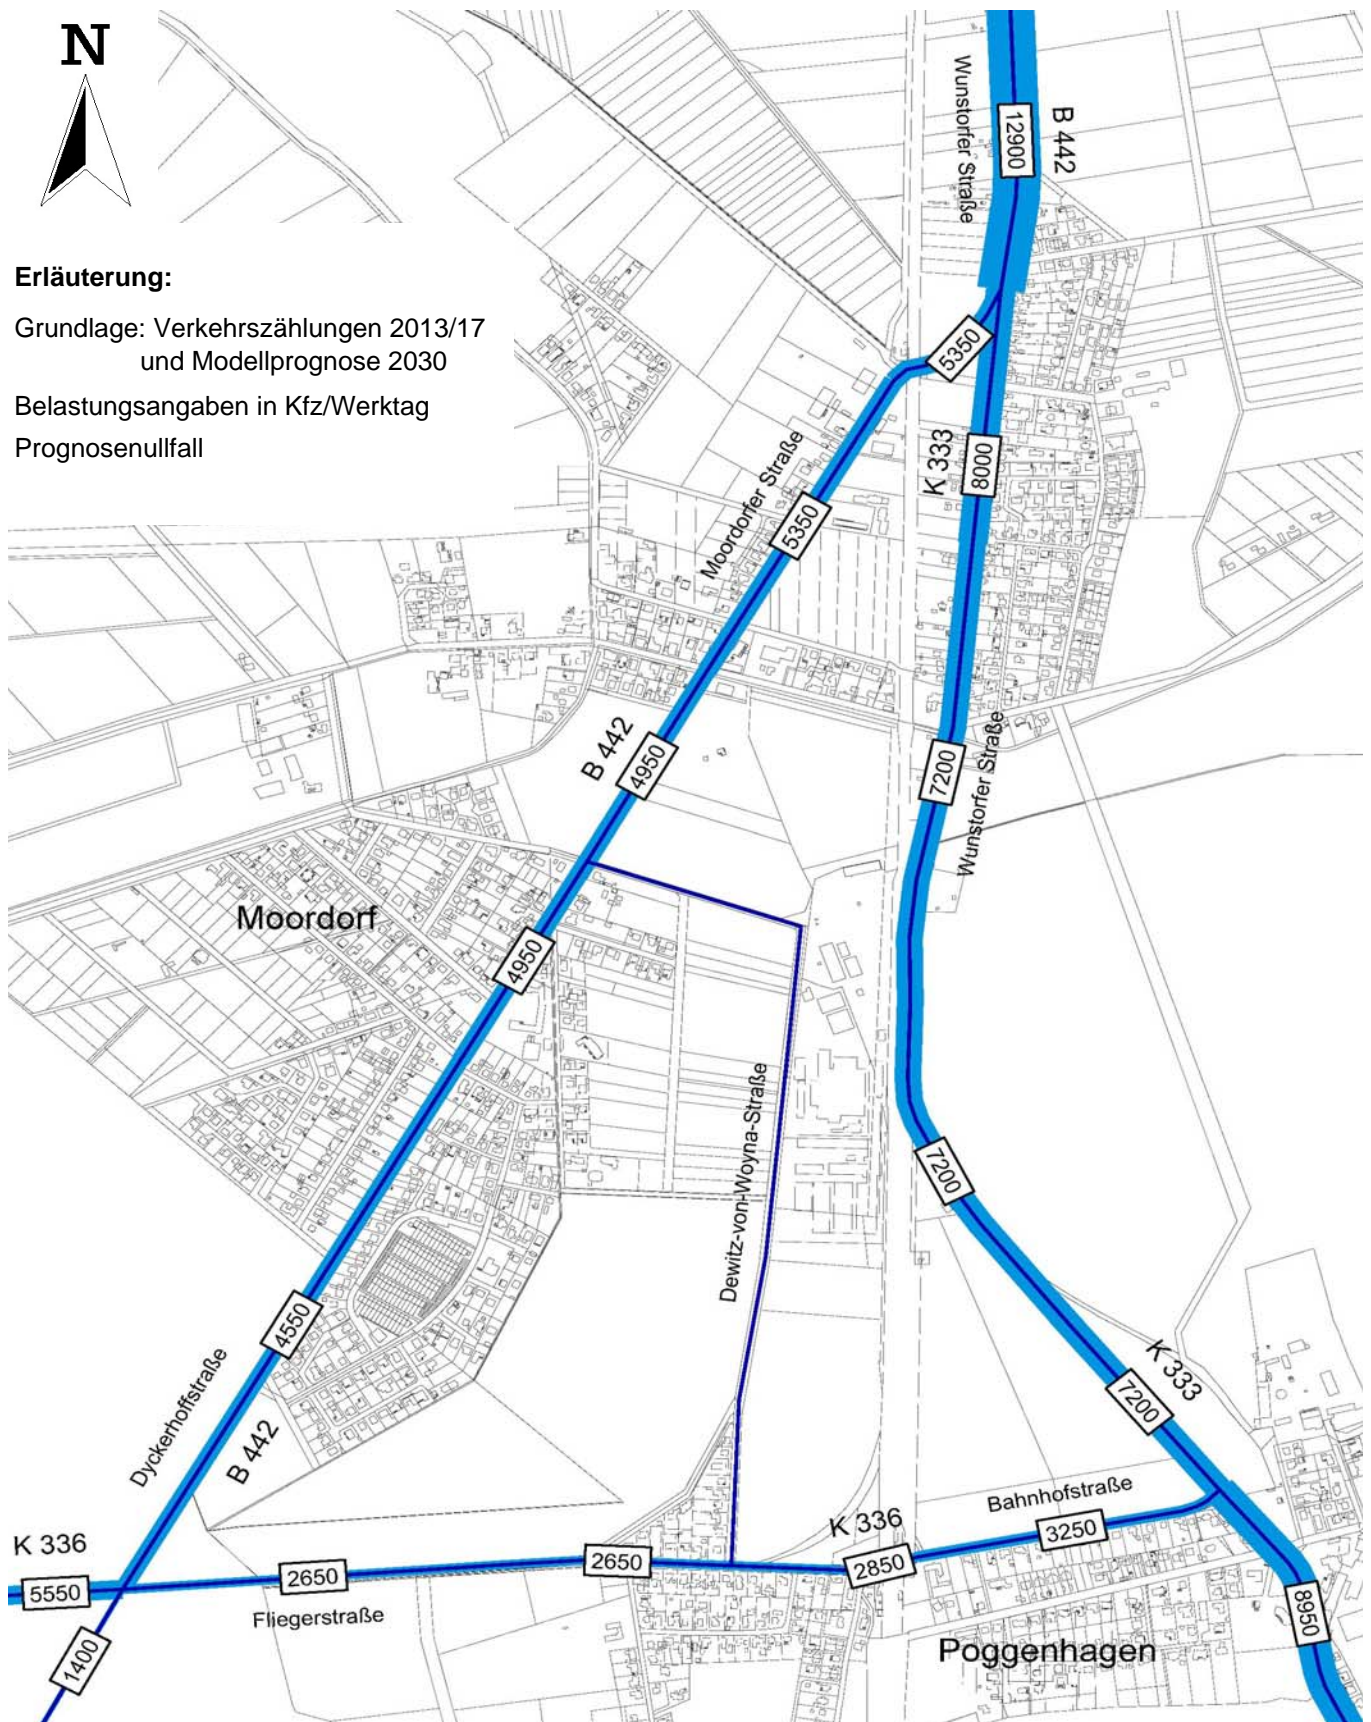 N
Erläuterung:
Grundlage: Verkehrszählungen 2013/17
und Modellprognose 2030
Belastungsangaben in Kfz/Werktag
Prognosenullfall
Wunstorfer Straße
12900
B 442
5350
K 333
8000
Moordorfer Straße
5350
B 442
4950
7200
Wunstorfer Straße
Moordorf
4950
Dewitz-von-Woyna-Straße
7200
4550
Dyckerhoffstraße
B 442
K 333
7200
K 336
5550
2650
Fliegerstraße
2650
K 336
2850
Bahnhofstraße
3250
8950
1400
Poggenhagen